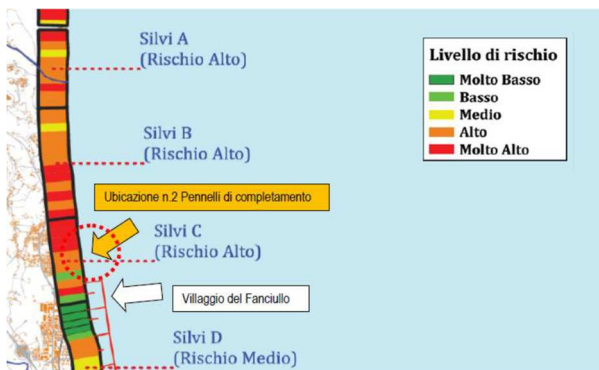 Silvi A
(Rischio Alto)
Livello di rischio
Molto Basso
Basso
Medio
Alto
Molto Alto
Silvi B
(Rischio Alto)
Ubicazione n.2 Pennelli di completamento
Silvi C
(Rischio Alto)
Villaggio del Fanciullo
Silvi D
(Rischio Medio)